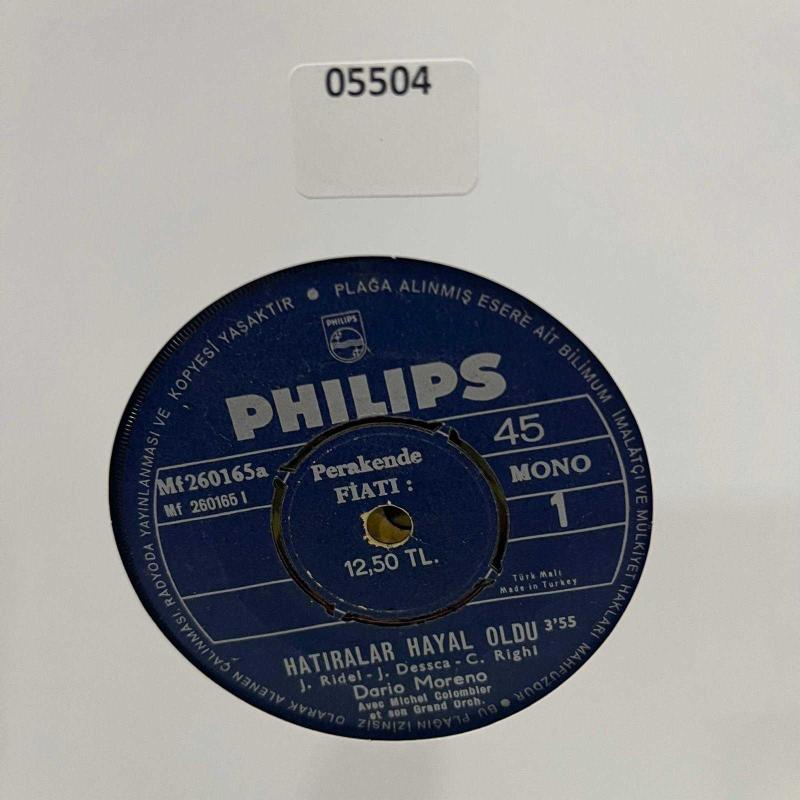 05504
PLAĞA ALINMIŞ ESERE AİT BİLİMUM İMALÂTÇI VE MÜLKİYET HAKLARI MAHFUZDUR ● BU PLAĞIN İZİNSİZ OLARAK ALENEN ÇALINMASI, RADYODA YAYINLANMASI VE KOPYESİ YAŞAKTIR ●
PHILIPS
PHILIPS
45
Mf 260165a
Mf 260165 I
Perakende
FİATI :
12,50 TL.
MONO
1
Türk Malı
Made in Turkey
HATIRALAR HAYAL OLDU 3'55
J. Ridel - J. Dessca - C. Righi
Dario Moreno
Avec Michel Colombier
et son Grand Orch.